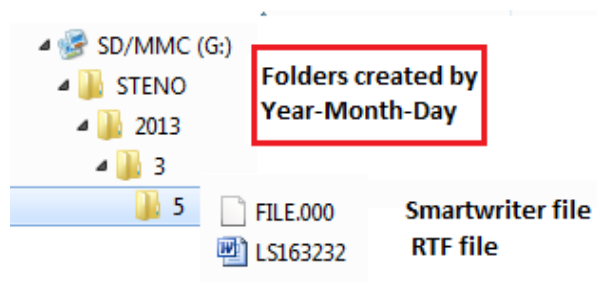 SD/MMC (G:)
STENO
2013
3
5
Folders created by
Year-Month-Day
FILE.000 Smartwriter file
LS163232 RTF file